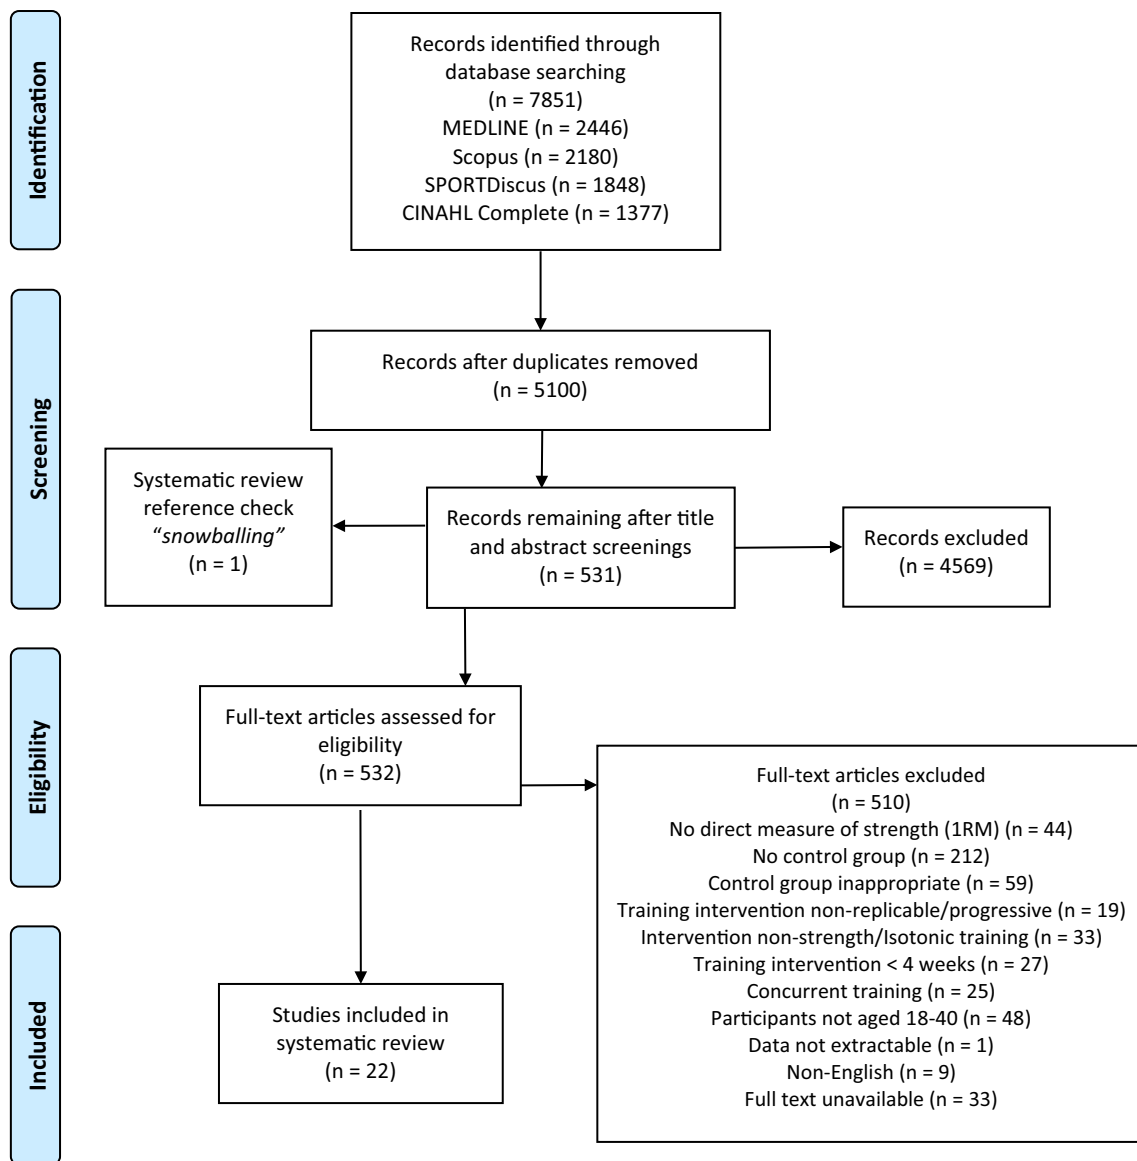 Identification
Records identified through
database searching
(n = 7851)
MEDLINE (n = 2446)
Scopus (n = 2180)
SPORTDiscus (n = 1848)
CINAHL Complete (n = 1377)
Screening
Records after duplicates removed
(n = 5100)
Systematic review
reference check
“snowballing”
(n = 1)
Records remaining after title
and abstract screenings
(n = 531)
Records excluded
(n = 4569)
Eligibility
Full-text articles assessed for
eligibility
(n = 532)
Full-text articles excluded
(n = 510)
No direct measure of strength (1RM) (n = 44)
No control group (n = 212)
Control group inappropriate (n = 59)
Training intervention non-replicable/progressive (n = 19)
Intervention non-strength/Isotonic training (n = 33)
Training intervention < 4 weeks (n = 27)
Concurrent training (n = 25)
Participants not aged 18-40 (n = 48)
Data not extractable (n = 1)
Non-English (n = 9)
Full text unavailable (n = 33)
Included
Studies included in
systematic review
(n = 22)